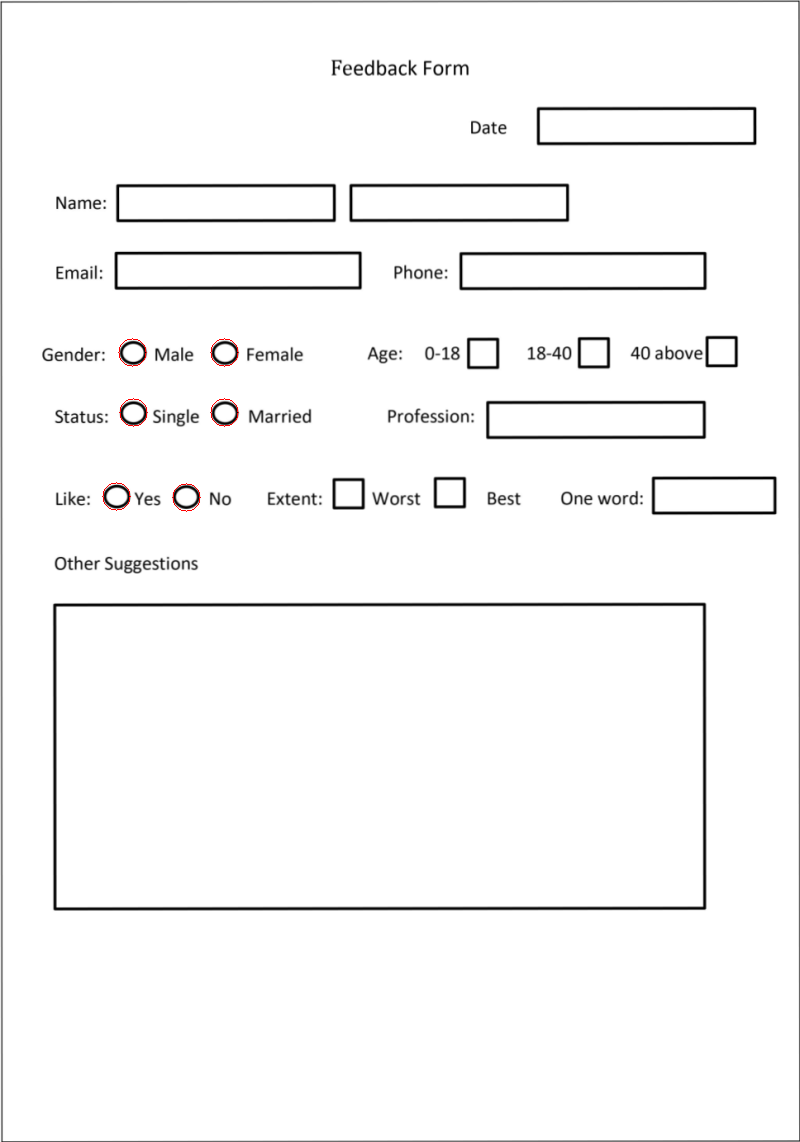 Feedback Form
Date
Name:
Email: Phone:
Gender: Male Female Age: 0-18 18-40 40 above
Status: Single Married Profession:
Like: Yes No Extent: Worst Best One word:
Other Suggestions